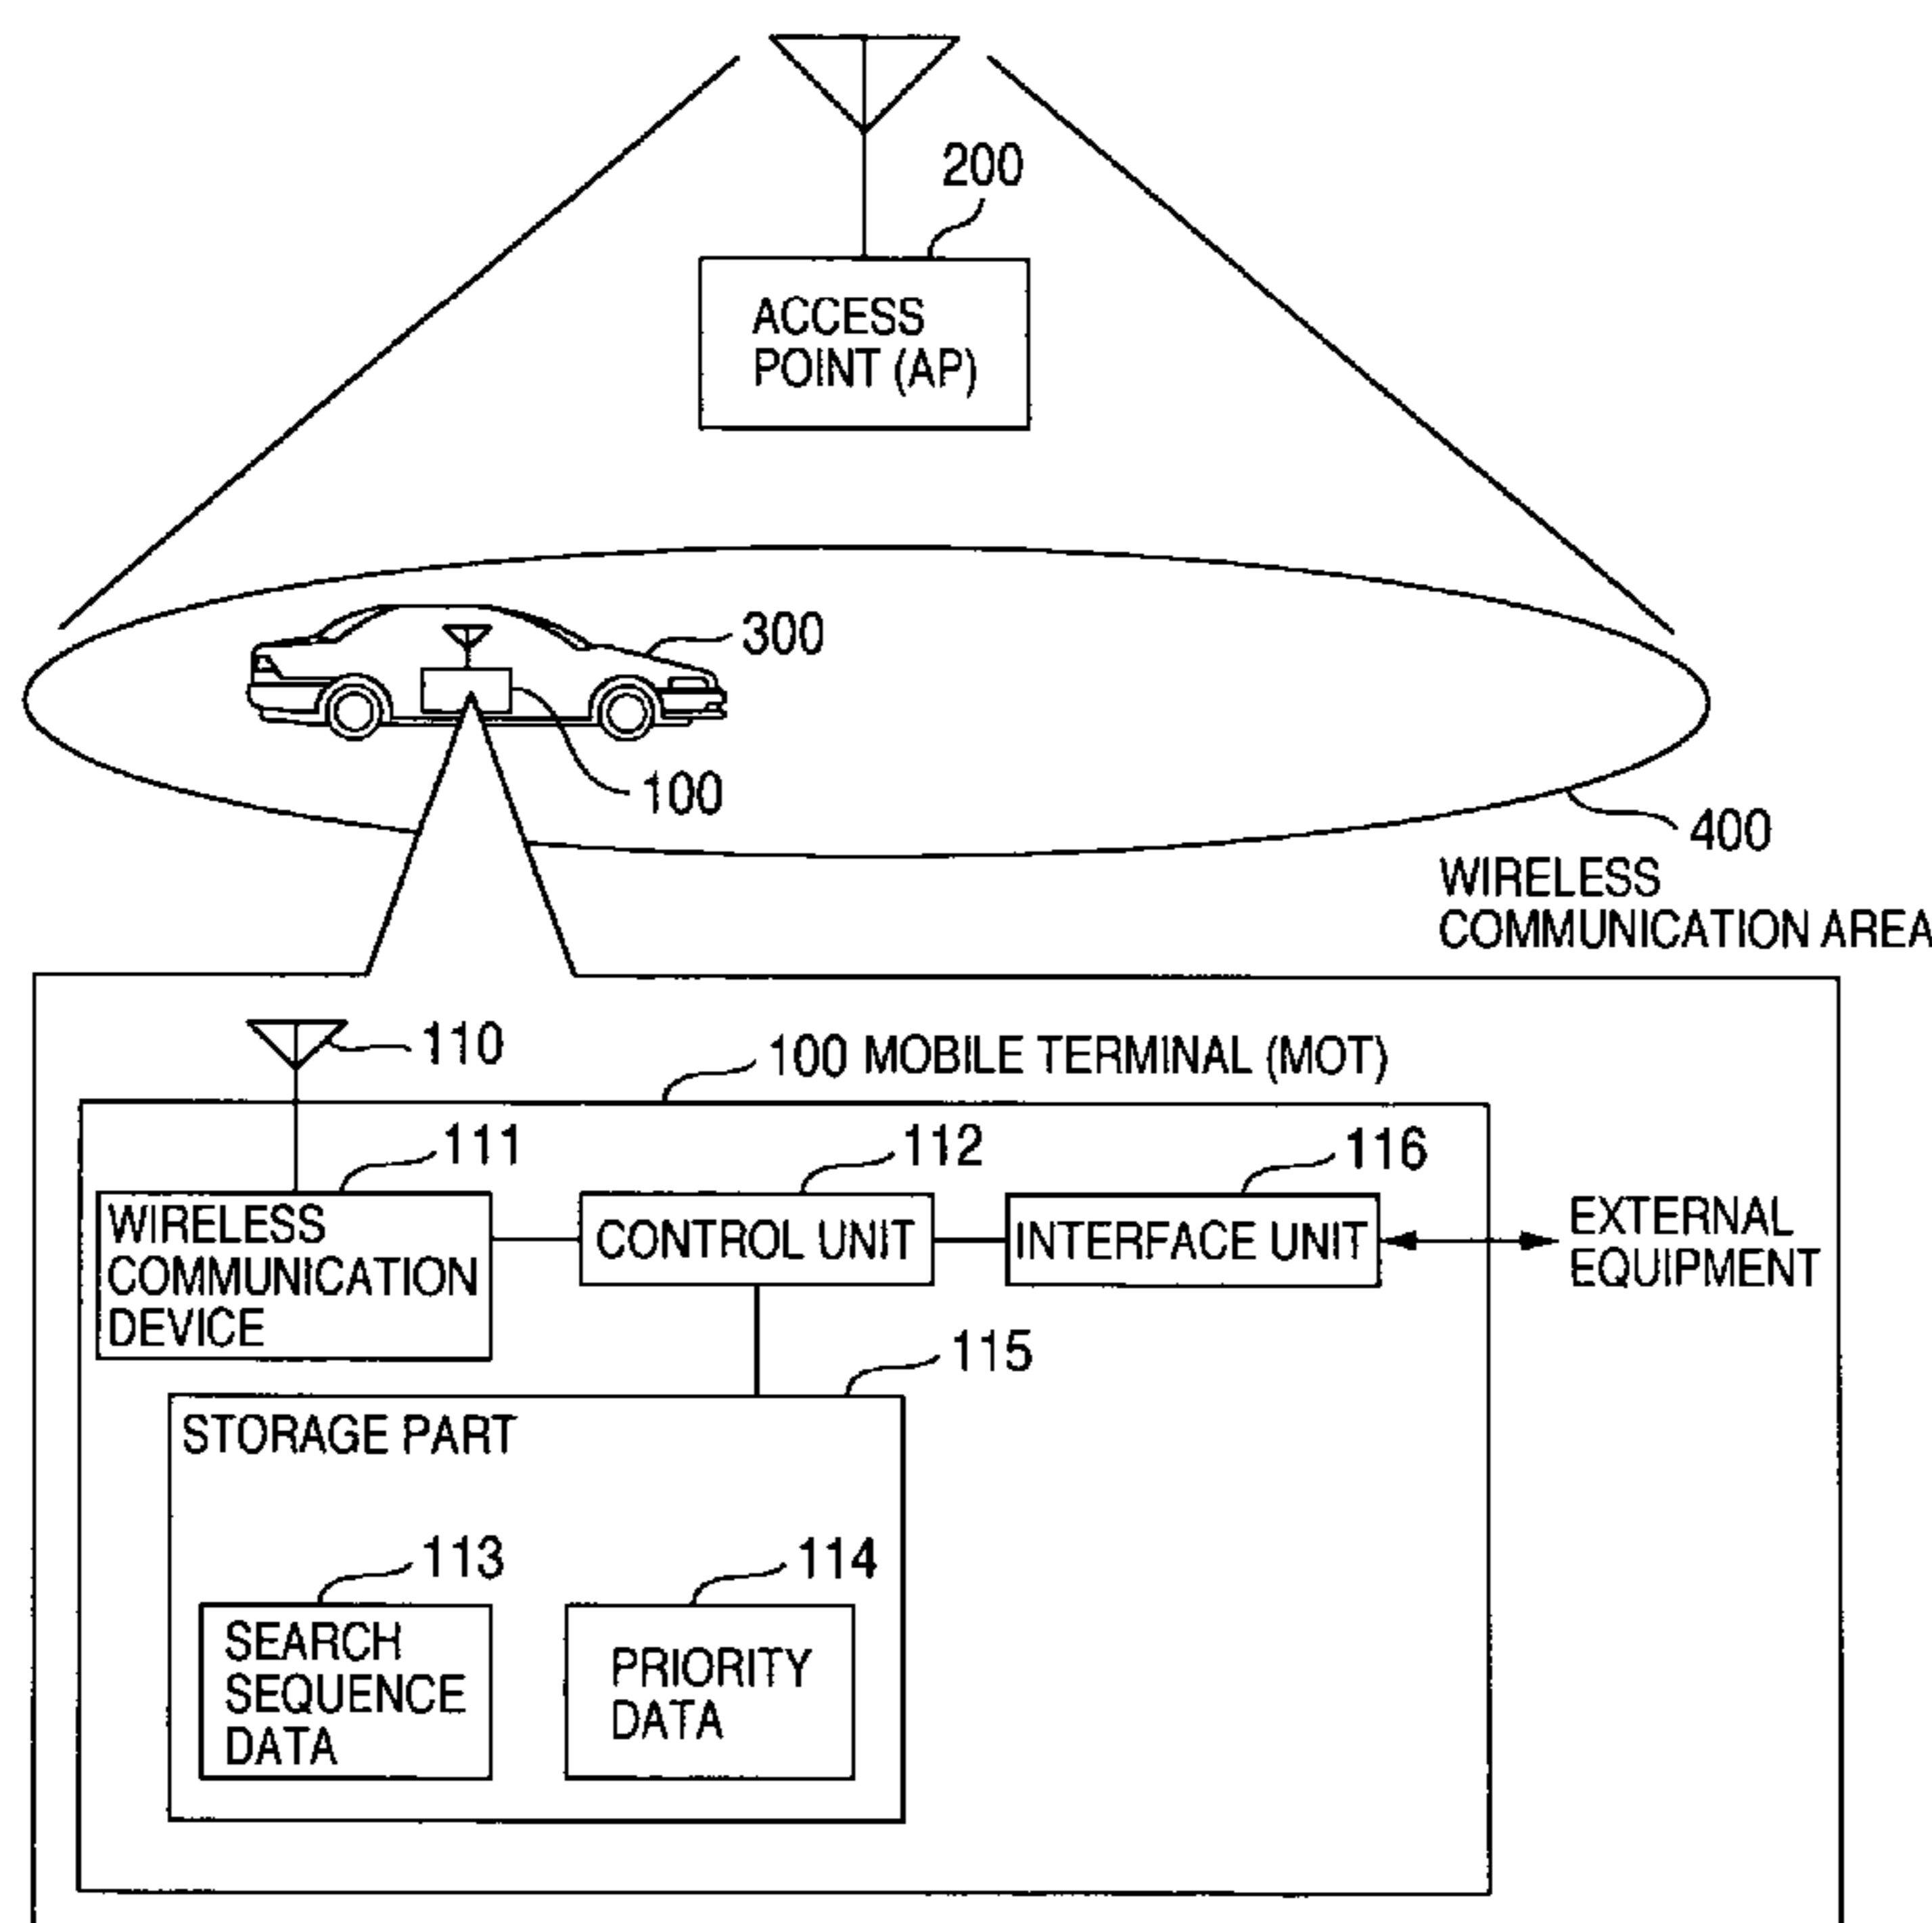 200
ACCESS
POINT (AP)
300
100
400
WIRELESS
COMMUNICATION AREA
110
100 MOBILE TERMINAL (MOT)
111
112
116
WIRELESS
COMMUNICATION
DEVICE
CONTROL UNIT
INTERFACE UNIT
EXTERNAL
EQUIPMENT
115
STORAGE PART
113
114
SEARCH
SEQUENCE
DATA
PRIORITY
DATA